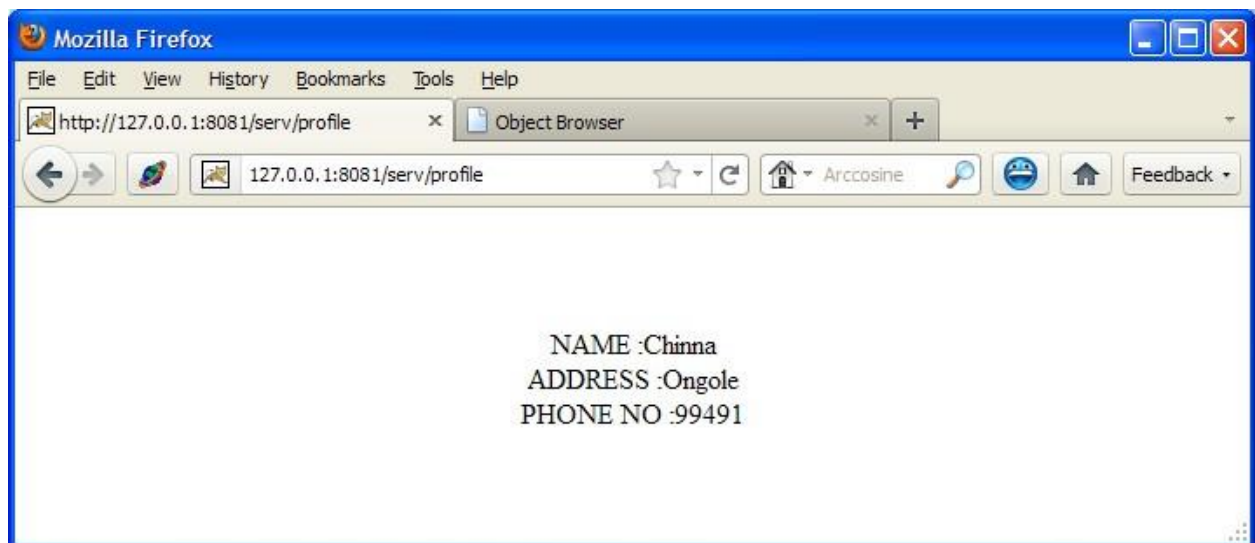 Mozilla Firefox
File Edit View History Bookmarks Tools Help
http://127.0.0.1:8081/serv/profile Object Browser
127.0.0.1:8081/serv/profile Arccosine Feedback
NAME :Chinna
ADDRESS :Ongole
PHONE NO :99491